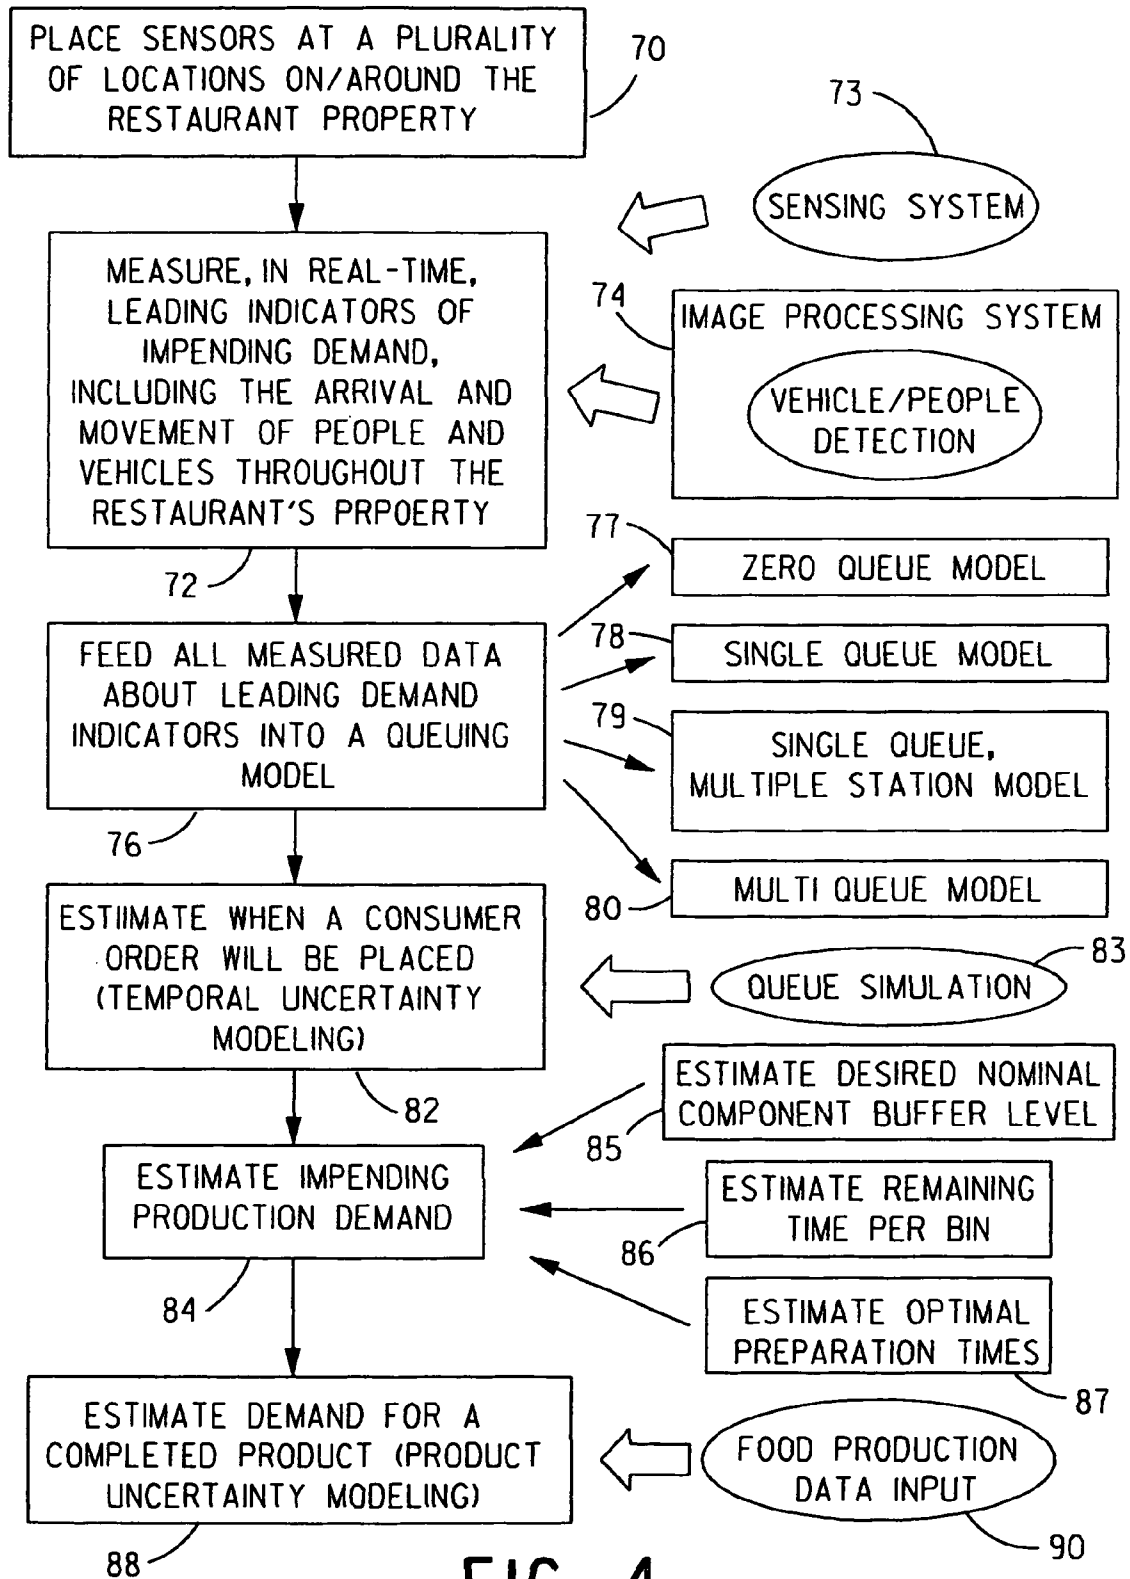 PLACE SENSORS AT A PLURALITY
OF LOCATIONS ON/AROUND THE
RESTAURANT PROPERTY
70
73
SENSING SYSTEM
MEASURE, IN REAL-TIME,
LEADING INDICATORS OF
IMPENDING DEMAND,
INCLUDING THE ARRIVAL AND
MOVEMENT OF PEOPLE AND
VEHICLES THROUGHOUT THE
RESTAURANT'S PRPOERTY
72
74
IMAGE PROCESSING SYSTEM
VEHICLE/PEOPLE
DETECTION
77
ZERO QUEUE MODEL
FEED ALL MEASURED DATA
ABOUT LEADING DEMAND
INDICATORS INTO A QUEUING
MODEL
76
78
SINGLE QUEUE MODEL
79
SINGLE QUEUE,
MULTIPLE STATION MODEL
80
MULTI QUEUE MODEL
ESTIIMATE WHEN A CONSUMER
ORDER WILL BE PLACED
(TEMPORAL UNCERTAINTY
MODELING)
82
83
QUEUE SIMULATION
ESTIMATE DESIRED NOMINAL
COMPONENT BUFFER LEVEL
85
ESTIMATE IMPENDING
PRODUCTION DEMAND
84
ESTIMATE REMAINING
TIME PER BIN
86
ESTIMATE OPTIMAL
PREPARATION TIMES
87
ESTIMATE DEMAND FOR A
COMPLETED PRODUCT (PRODUCT
UNCERTAINTY MODELING)
88
FOOD PRODUCTION
DATA INPUT
90
FIG. 4